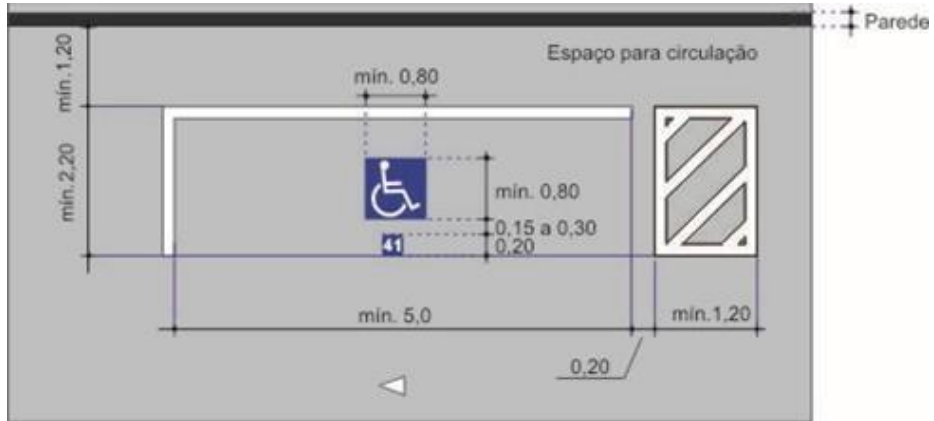 Parede
Espaço para circulação
mín.1,20
mín. 0,80
mín.2,20
mín. 0,80
0,15 a 0,30
0,20
41
mín. 5,0
mín.1,20
0,20